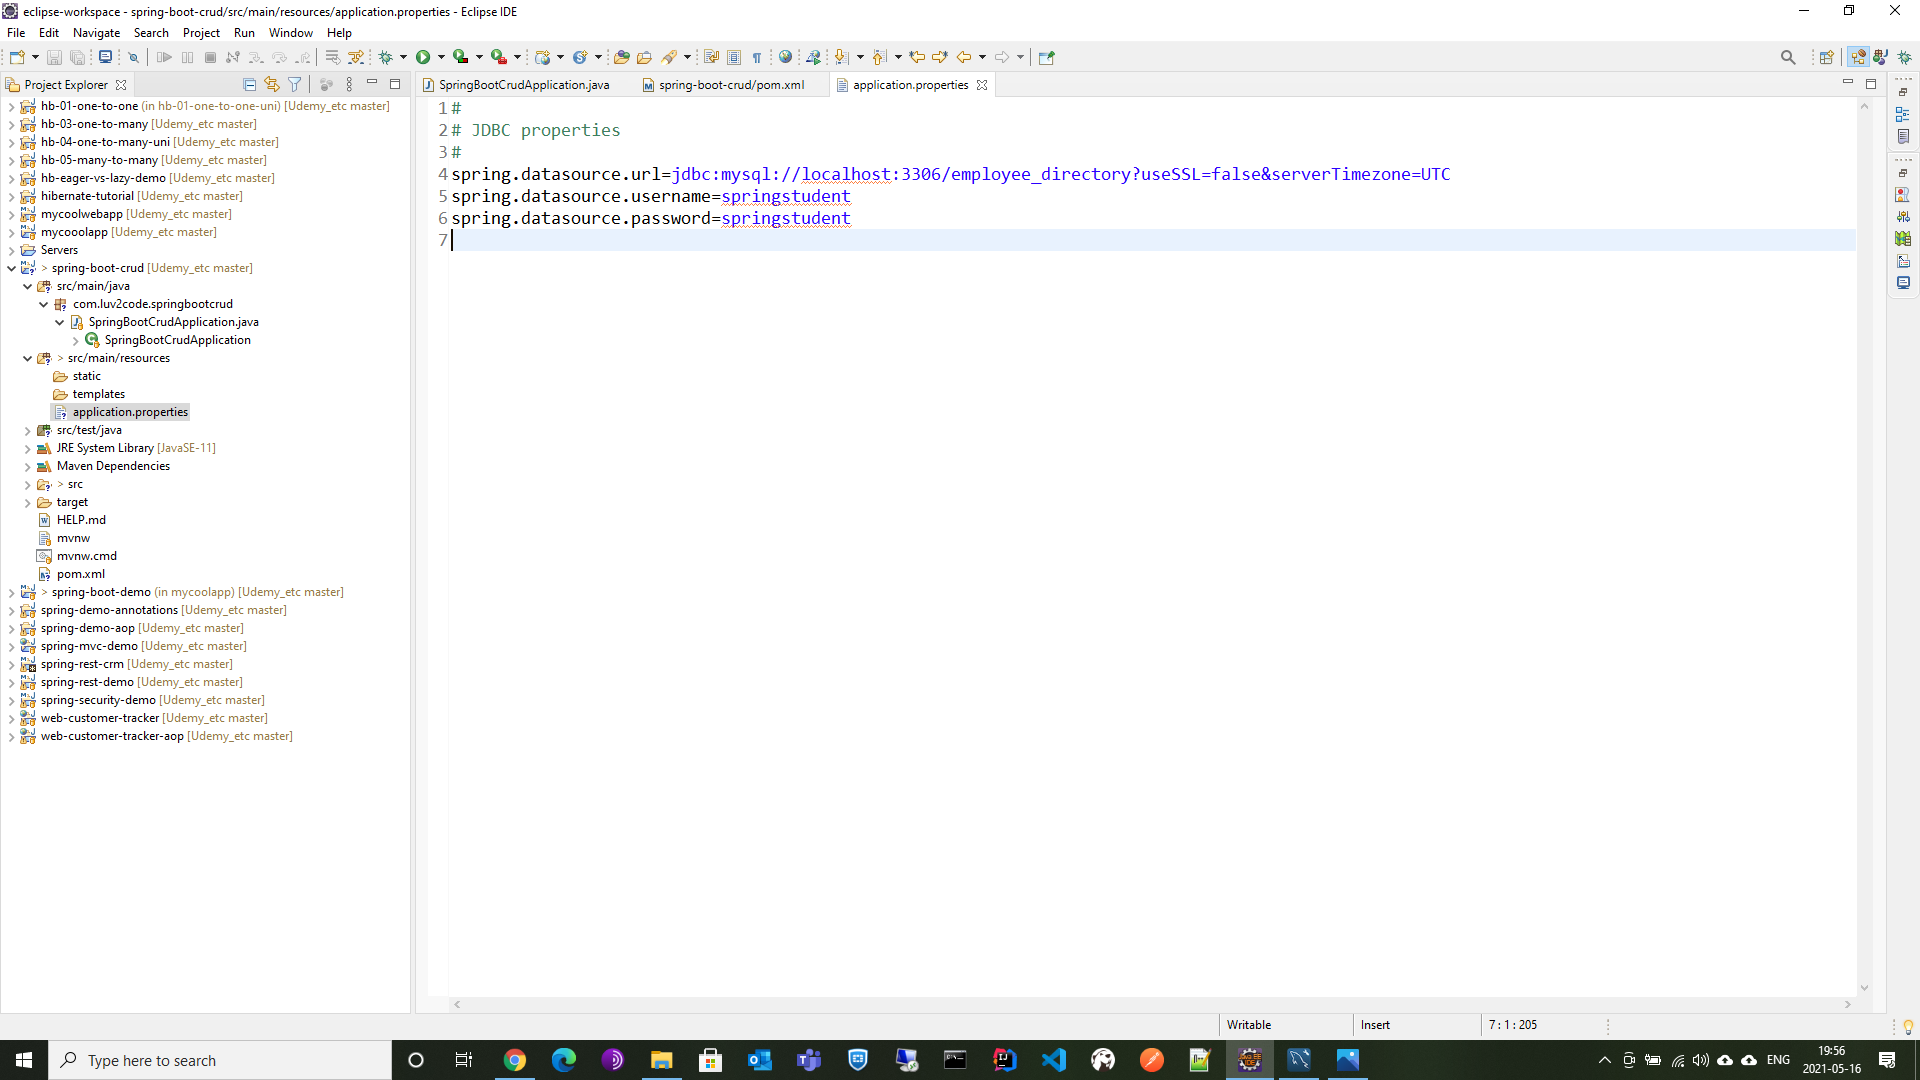 eclipse-workspace - spring-boot-crud/src/main/resources/application.properties - Eclipse IDE
File Edit Navigate Search Project Run Window Help
Project Explorer
SpringBootCrudApplication.java
spring-boot-crud/pom.xml
application.properties
hb-01-one-to-one (in hb-01-one-to-one-uni) [Udemy_etc master]
hb-03-one-to-many [Udemy_etc master]
hb-04-one-to-many-uni [Udemy_etc master]
hb-05-many-to-many [Udemy_etc master]
hb-eager-vs-lazy-demo [Udemy_etc master]
hibernate-tutorial [Udemy_etc master]
mycoolwebapp [Udemy_etc master]
mycooolapp [Udemy_etc master]
Servers
> spring-boot-crud [Udemy_etc master]
src/main/java
com.luv2code.springbootcrud
SpringBootCrudApplication.java
SpringBootCrudApplication
> src/main/resources
static
templates
application.properties
src/test/java
JRE System Library [JavaSE-11]
Maven Dependencies
> src
target
HELP.md
mvnw
mvnw.cmd
pom.xml
> spring-boot-demo (in mycoolapp) [Udemy_etc master]
spring-demo-annotations [Udemy_etc master]
spring-demo-aop [Udemy_etc master]
spring-mvc-demo [Udemy_etc master]
spring-rest-crm [Udemy_etc master]
spring-rest-demo [Udemy_etc master]
spring-security-demo [Udemy_etc master]
web-customer-tracker [Udemy_etc master]
web-customer-tracker-aop [Udemy_etc master]
1 #
2 # JDBC properties
3 #
4 spring.datasource.url=jdbc:mysql://localhost:3306/employee_directory?useSSL=false&serverTimezone=UTC
5 spring.datasource.username=springstudent
6 spring.datasource.password=springstudent
7
Writable
Insert
7 : 1 : 205
Type here to search
ENG
19:56
2021-05-16